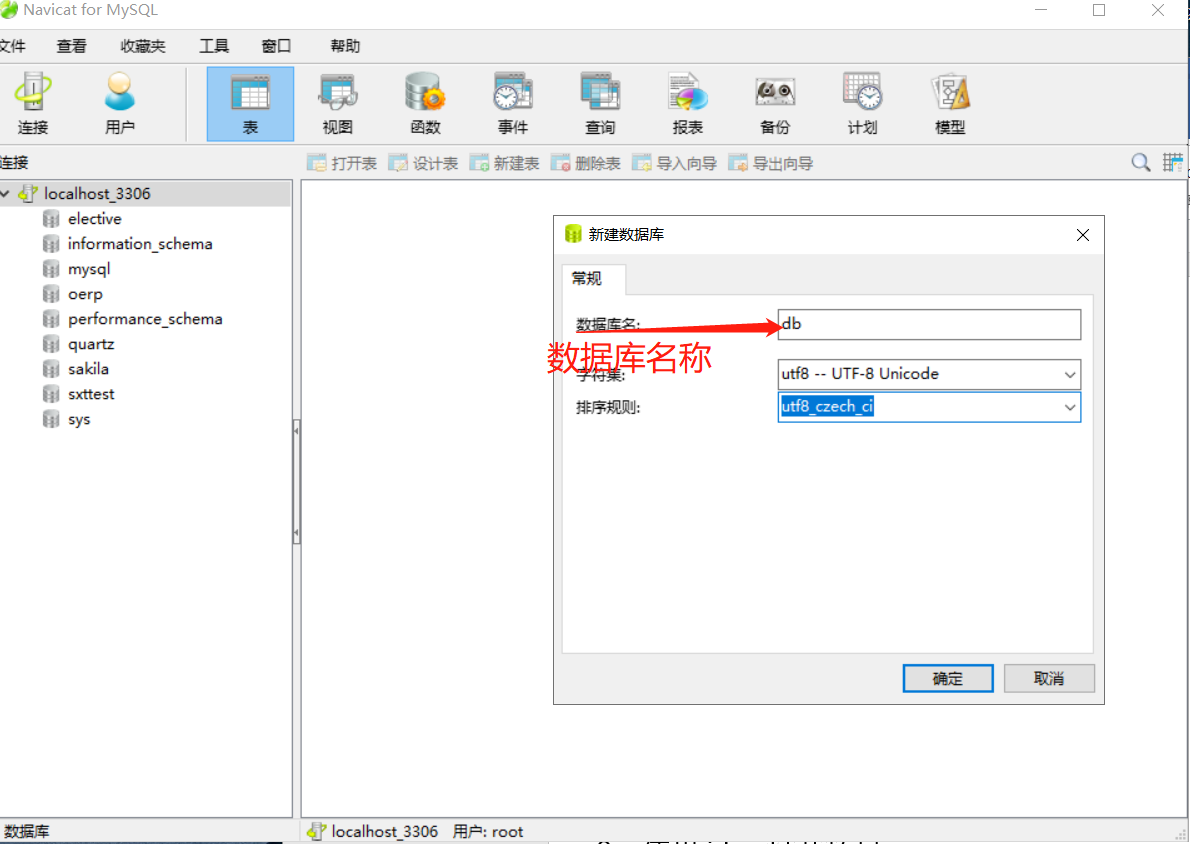 Navicat for MySQL
文件 查看 收藏夹 工具 窗口 帮助
连接 用户 表 视图 函数 事件 查询 报表 备份 计划 模型
连接 打开表 设计表 新建表 删除表 导入向导 导出向导
localhost_3306
elective
information_schema
mysql
oerp
performance_schema
quartz
sakila
sxttest
sys
新建数据库
常规
数据库名: db
数据库名称
字符集: utf8 -- UTF-8 Unicode
排序规则: utf8_czech_ci
确定 取消
数据库 localhost_3306 用户: root